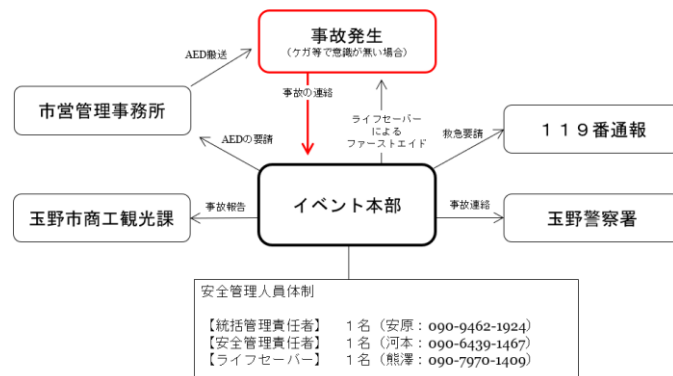 事故発生
（ケガ等で意識が無い場合）
AED搬送
事故の連絡
市営管理事務所
ライフセーバー
による
ファーストエイド
救急要請
１１９番通報
AEDの要請
イベント本部
玉野市商工観光課
事故報告
事故連絡
玉野警察署
安全管理人員体制
【統括管理責任者】　１名（安原：090-9462-1924）
【安全管理責任者】　１名（河本：090-6439-1467）
【ライフセーバー】　１名（熊澤：090-7970-1409）